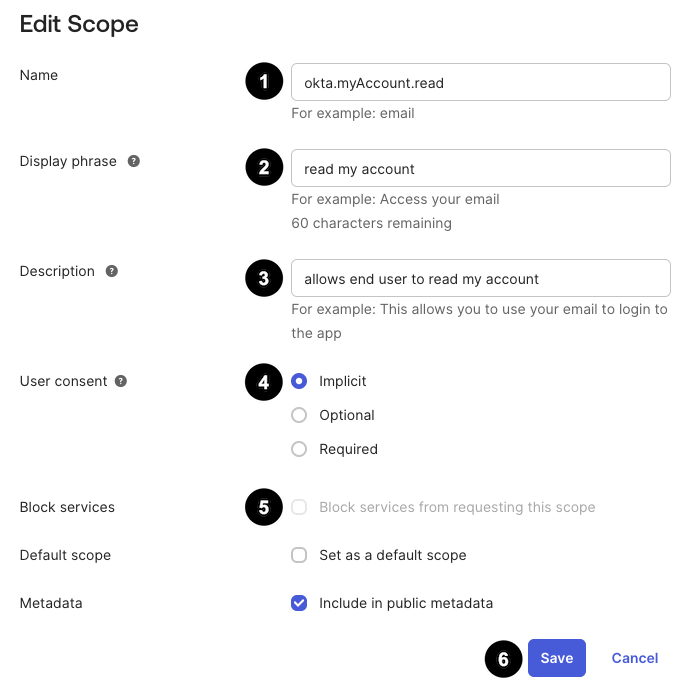 Edit Scope
Name
1
okta.myAccount.read
For example: email
Display phrase ?
2
read my account
For example: Access your email
60 characters remaining
Description ?
3
allows end user to read my account
For example: This allows you to use your email to login to
the app
User consent ?
4
Implicit
Optional
Required
Block services
5
Block services from requesting this scope
Default scope
Set as a default scope
Metadata
Include in public metadata
6
Save
Cancel